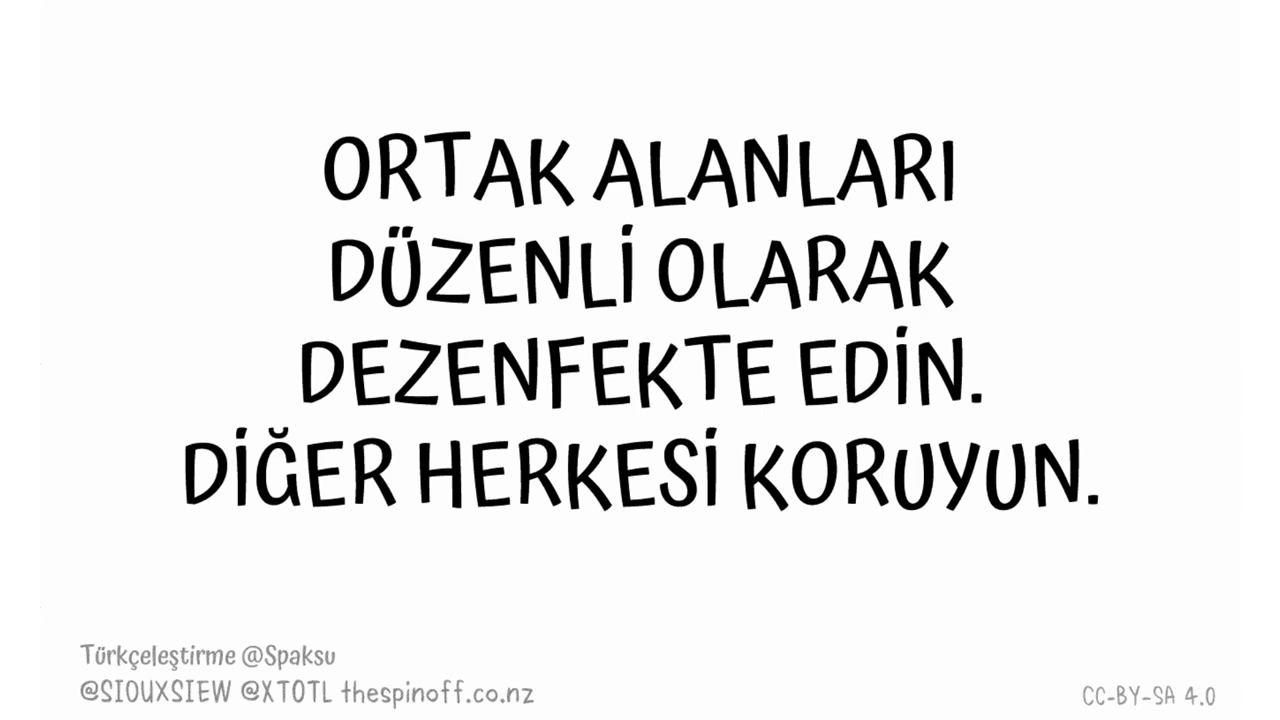 ORTAK ALANLARI
DÜZENLİ OLARAK
DEZENFEKTE EDİN.
DİĞER HERKESİ KORUYUN.
Türkçeleştirme @Spaksu
@SIOUXSIEW @XTOTL thespinoff.co.nz
CC-BY-SA 4.0